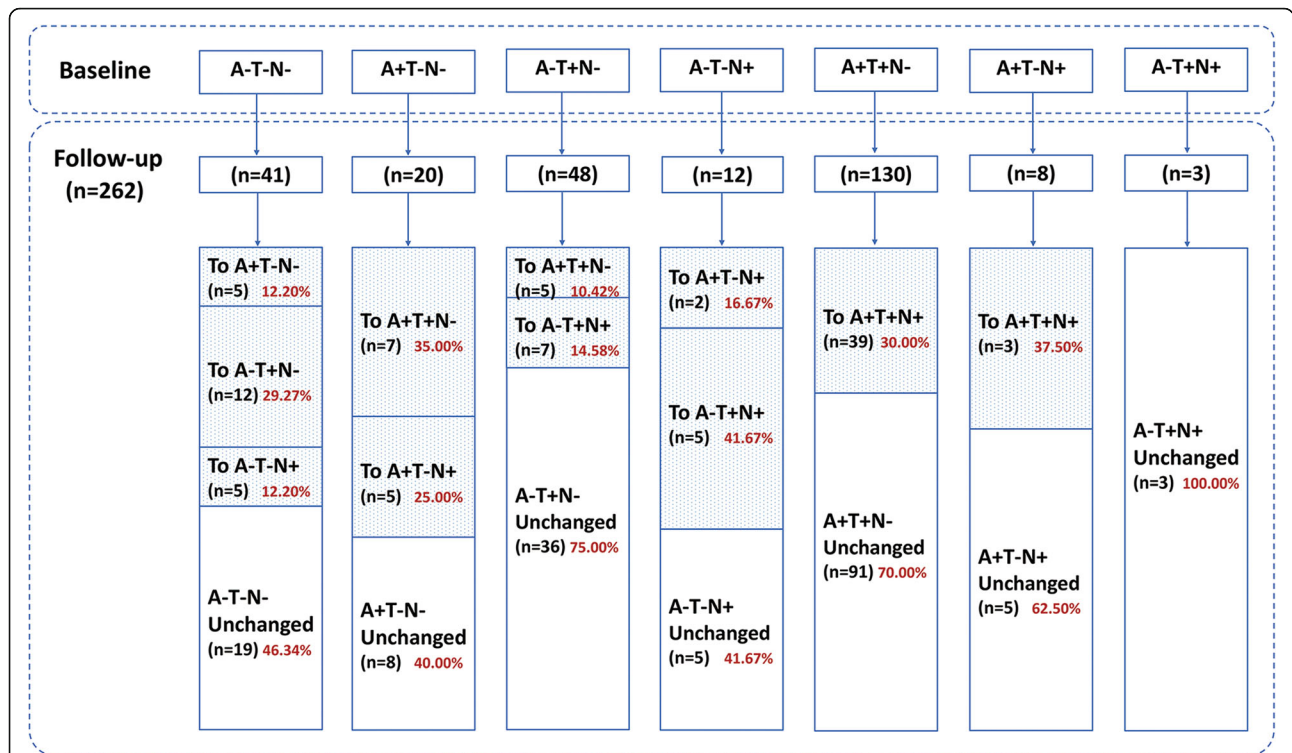 Baseline
A-T-N-
A+T-N-
A-T+N-
A-T-N+
A+T+N-
A+T-N+
A-T+N+
Follow-up
(n=262)
(n=41)
(n=20)
(n=48)
(n=12)
(n=130)
(n=8)
(n=3)
To A+T-N-
(n=5) 12.20%
To A-T+N-
(n=12) 29.27%
To A-T-N+
(n=5) 12.20%
A-T-N-
Unchanged
(n=19) 46.34%
To A+T+N-
(n=7) 35.00%
To A+T-N+
(n=5) 25.00%
A+T-N-
Unchanged
(n=8) 40.00%
To A+T+N-
(n=5) 10.42%
To A-T+N+
(n=7) 14.58%
A-T+N-
Unchanged
(n=36) 75.00%
To A+T-N+
(n=2) 16.67%
To A-T+N+
(n=5) 41.67%
A-T-N+
Unchanged
(n=5) 41.67%
To A+T+N+
(n=39) 30.00%
A+T+N-
Unchanged
(n=91) 70.00%
To A+T+N+
(n=3) 37.50%
A+T-N+
Unchanged
(n=5) 62.50%
A-T+N+
Unchanged
(n=3) 100.00%